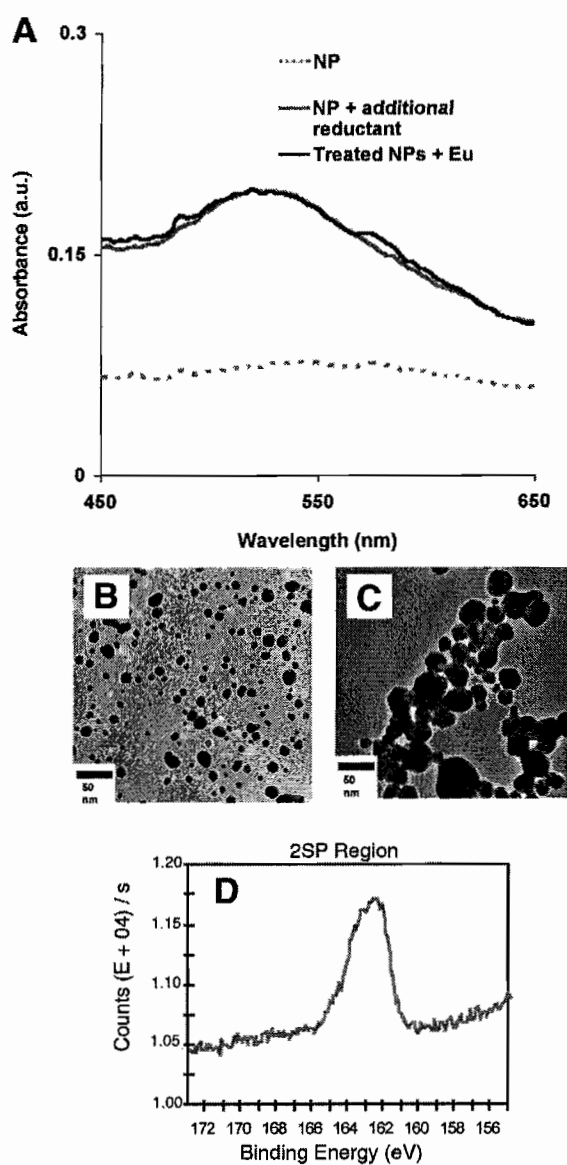 A
0.3
NP
NP + additional
reductant
Treated NPs + Eu
Absorbance (a.u.)
0.15
0
450
550
650
Wavelength (nm)
B
50
nm
C
50
nm
2SP Region
D
Counts (E + 04) / s
1.20
1.15
1.10
1.05
1.00
172 170 168 166 164 162 160 158 156
Binding Energy (eV)